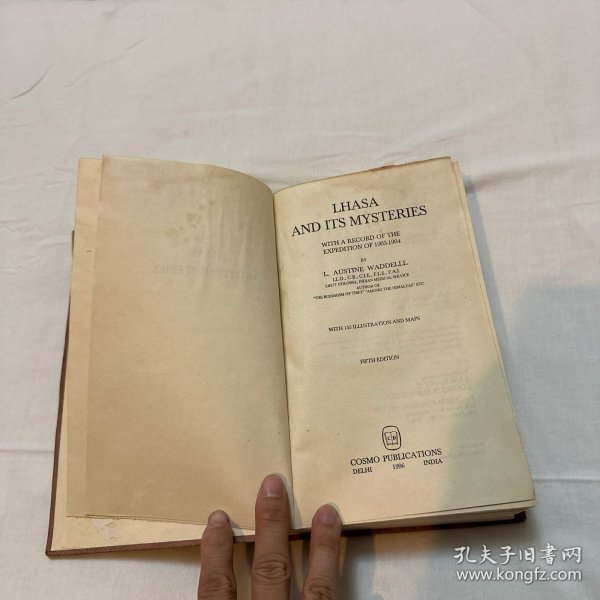 LHASA
AND ITS MYSTERIES
WITH A RECORD OF THE
EXPEDITION OF 1903-1904
BY
L. AUSTINE WADDELLL
LL.D., C.B., C.I.E., F.L.S., F.A.I
LIEUT.-COLONEL, INDIAN MEDICAL SERVICE
AUTHOR OF
"THE BUDDHISM OF TIBET" "AMONG THE HIMALEYAS" ETC.
WITH 155 ILLUSTRATION AND MAPS
FIFTH EDITION
COSMO PUBLICATIONS
DELHI 1996 INDIA
孔夫子旧书网
www.kongfz.com